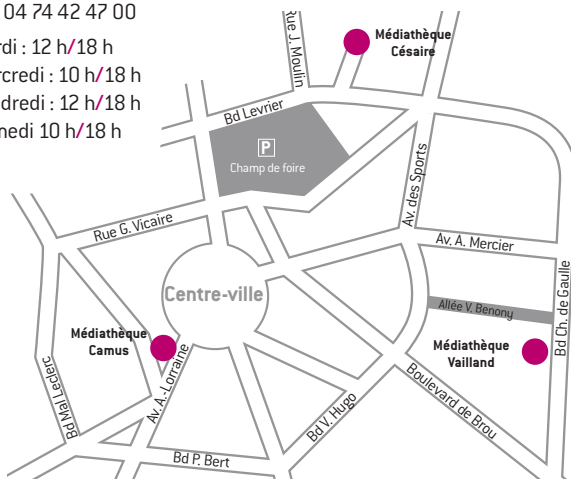 04 74 42 47 00
rdi : 12 h/18 h
rcredi : 10 h/18 h
dredi : 12 h/18 h
medi 10 h/18 h
Rue J. Moulin
Médiathèque
Césaire
Bd Levrier
P
Champ de foire
Av. des Sports
Rue G. Vicaire
Av. A. Mercier
Bd Ch. de Gaulle
Centre-ville
Allée V. Benony
Médiathèque
Camus
Médiathèque
Vailland
Bd Mal Leclerc
Av. A.-Lorraine
Bd V. Hugo
Boulevard de Brou
Bd P. Bert